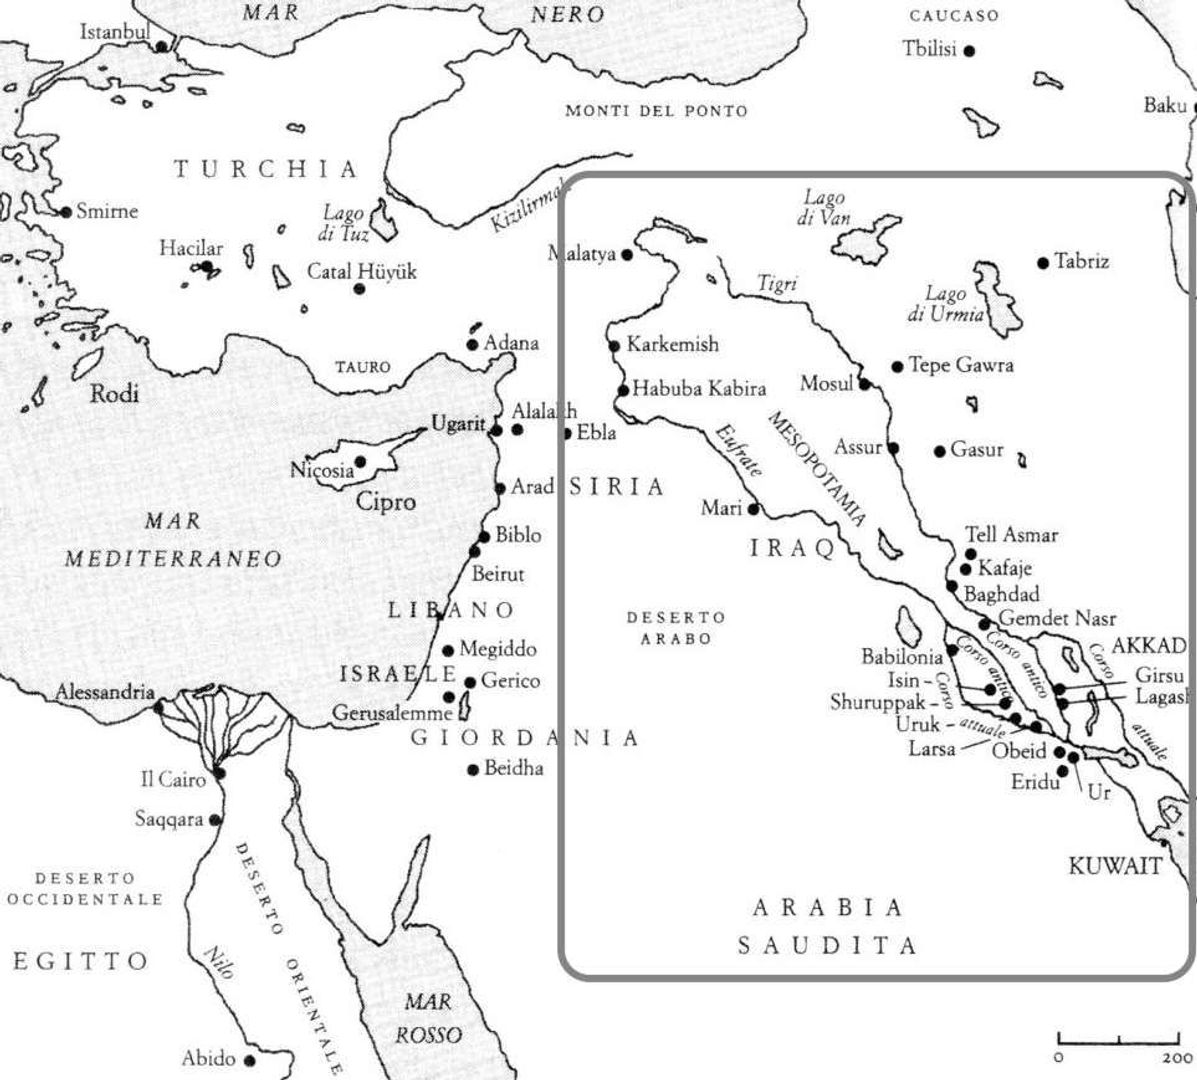 MAR
NERO
CAUCASO
Istanbul
Tbilisi
Baku
MONTI DEL PONTO
TURCHIA
Kizilirmak
Smirne
Lago
di Tuz
Lago
di Van
Hacilar
Catal Hüyük
Malatya
Tabriz
Tigri
Lago
di Urmia
Adana
Karkemish
TAURO
Tepe Gawra
Rodi
Habuba Kabira
Mosul
Alalakh
Ugarit
Ebla
MESOPOTAMIA
Eufrate
Assur
Gasur
Nicosia
Cipro
Arad
SIRIA
Mari
MAR
MEDITERRANEO
Biblo
Beirut
IRAQ
Tell Asmar
Kafaje
Baghdad
LIBANO
DESERTO
ARABO
Gemdet Nasr
Megiddo
AKKAD
Babilonia
Corso antico
Corso antico
Corso
attuale
ISRAELE
Gerico
Isin
Girsu
Alessandria
Shuruppak
Corso
attuale
Lagash
Gerusalemme
Uruk
GIORDANIA
Larsa
Obeid
Beidha
Il Cairo
Eridu
Ur
Saqqara
KUWAIT
DESERTO
OCCIDENTALE
DESERTO ORIENTALE
ARABIA
SAUDITA
EGITTO
Nilo
MAR
ROSSO
Abido
0 200